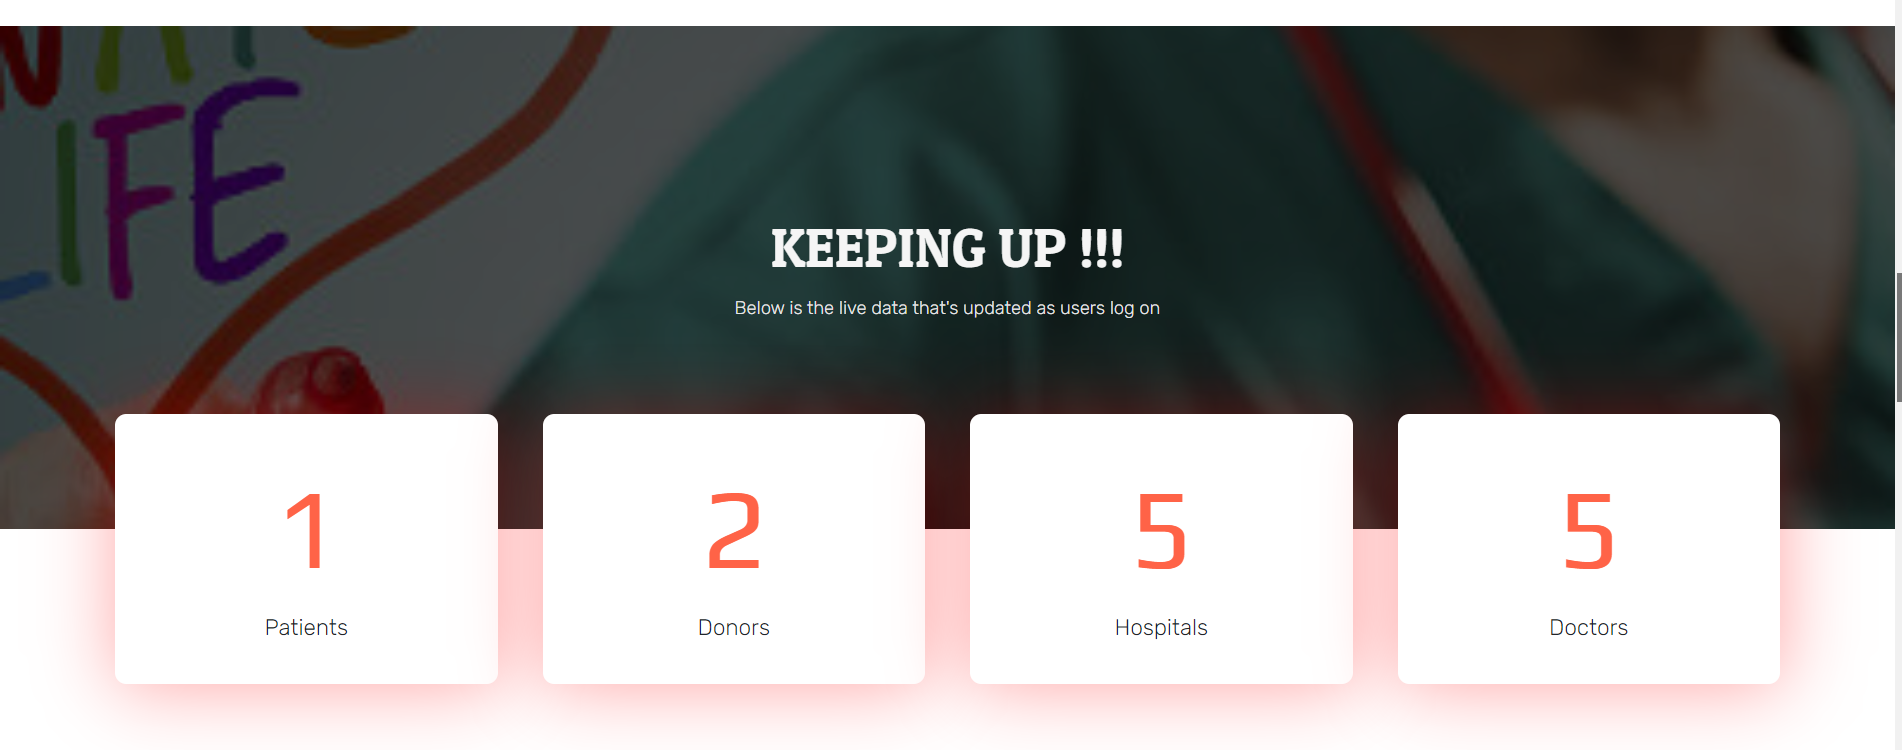 LIFE
KEEPING UP !!!
Below is the live data that's updated as users log on
1
2
5
5
Patients
Donors
Hospitals
Doctors